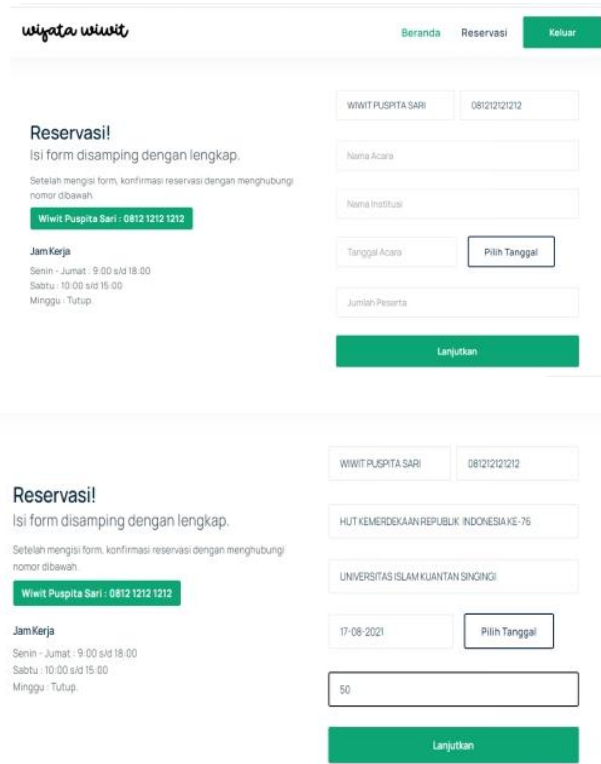 wijata wiwit
Beranda Reservasi Keluar
WIWIT PUSPITA SARI 081212121212
Reservasi!
Isi form disamping dengan lengkap.
Setelah mengisi form, konfirmasi reservasi dengan menghubungi
nomor dibawah.
Wiwit Puspita Sari : 0812 1212 1212
Jam Kerja
Senin - Jumat : 9:00 s/d 18:00
Sabtu : 10:00 s/d 15:00
Minggu : Tutup.
Nama Acara
Nama Institusi
Tanggal Acara Pilih Tanggal
Jumlah Peserta
Lanjutkan
Reservasi!
Isi form disamping dengan lengkap.
Setelah mengisi form, konfirmasi reservasi dengan menghubungi
nomor dibawah.
Wiwit Puspita Sari : 0812 1212 1212
Jam Kerja
Senin - Jumat : 9:00 s/d 18:00
Sabtu : 10:00 s/d 15:00
Minggu : Tutup.
WIWIT PUSPITA SARI 081212121212
HUT KEMERDEKAAN REPUBLIK INDONESIA KE-76
UNIVERSITAS ISLAM KUANTAN SINGINGI
17-08-2021 Pilih Tanggal
50
Lanjutkan